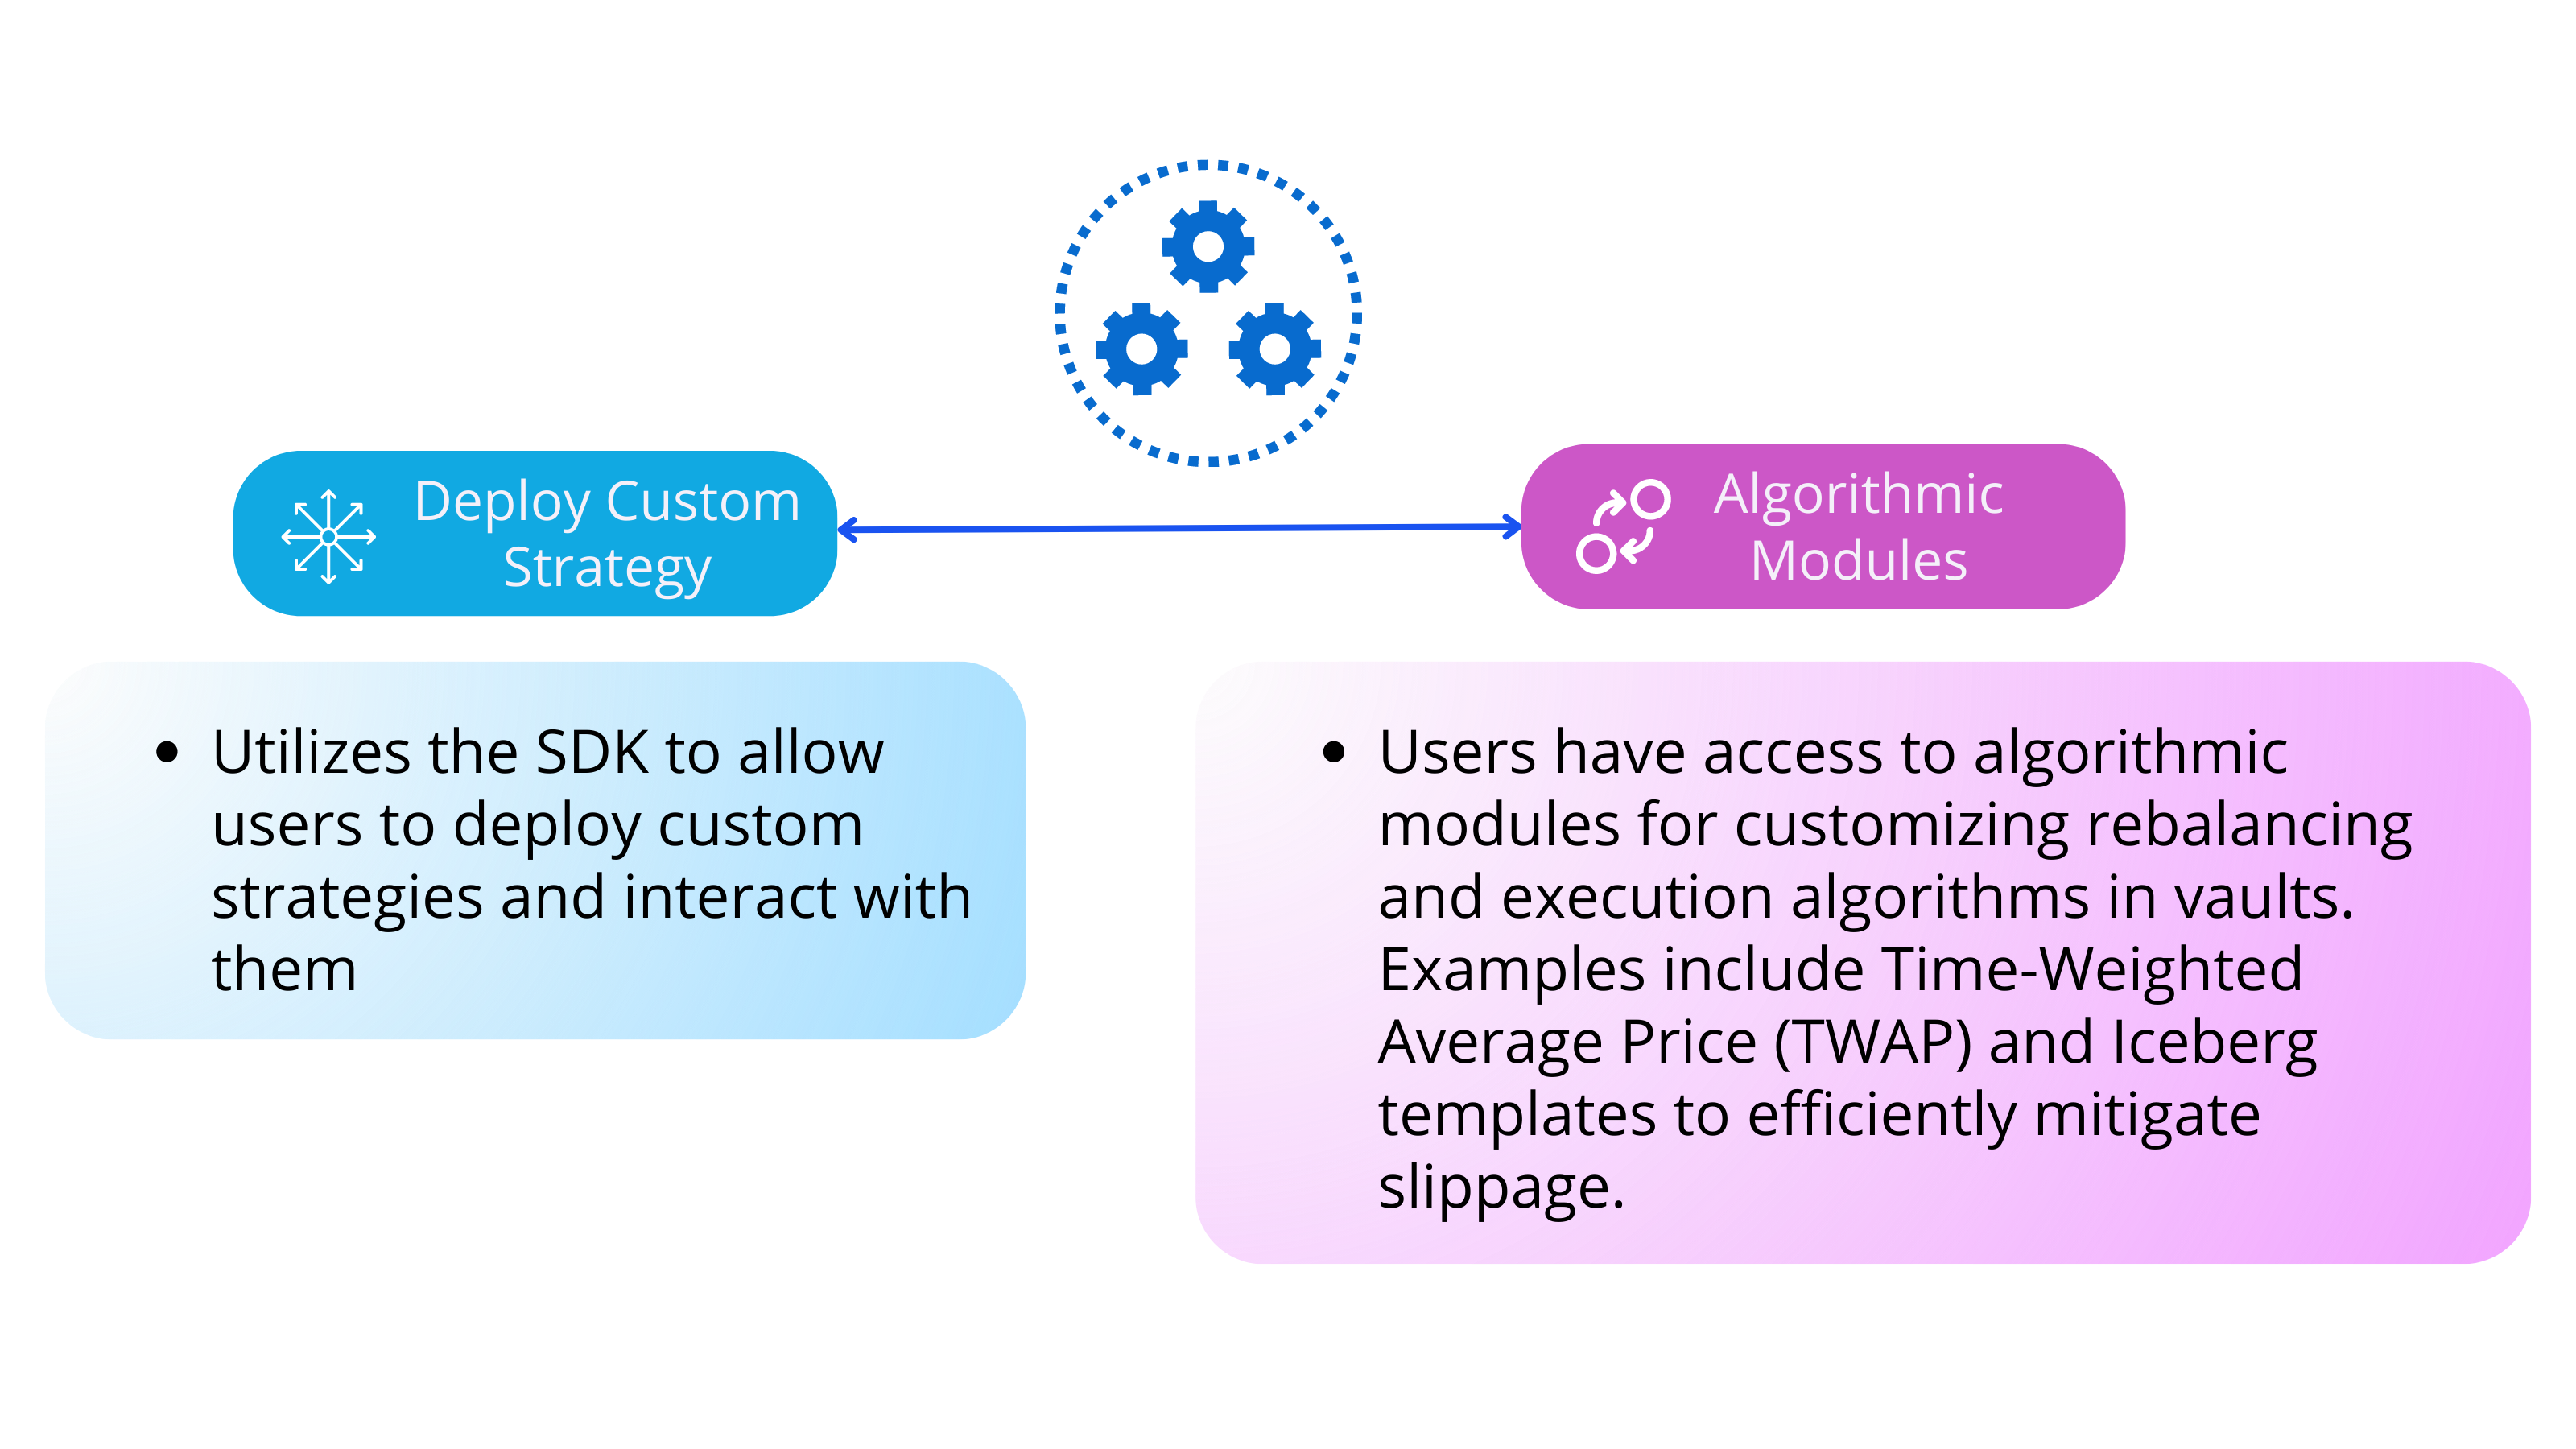 Deploy Custom
Strategy
Algorithmic
Modules
• Utilizes the SDK to allow
users to deploy custom
strategies and interact with
them
• Users have access to algorithmic
modules for customizing rebalancing
and execution algorithms in vaults.
Examples include Time-Weighted
Average Price (TWAP) and Iceberg
templates to efficiently mitigate
slippage.